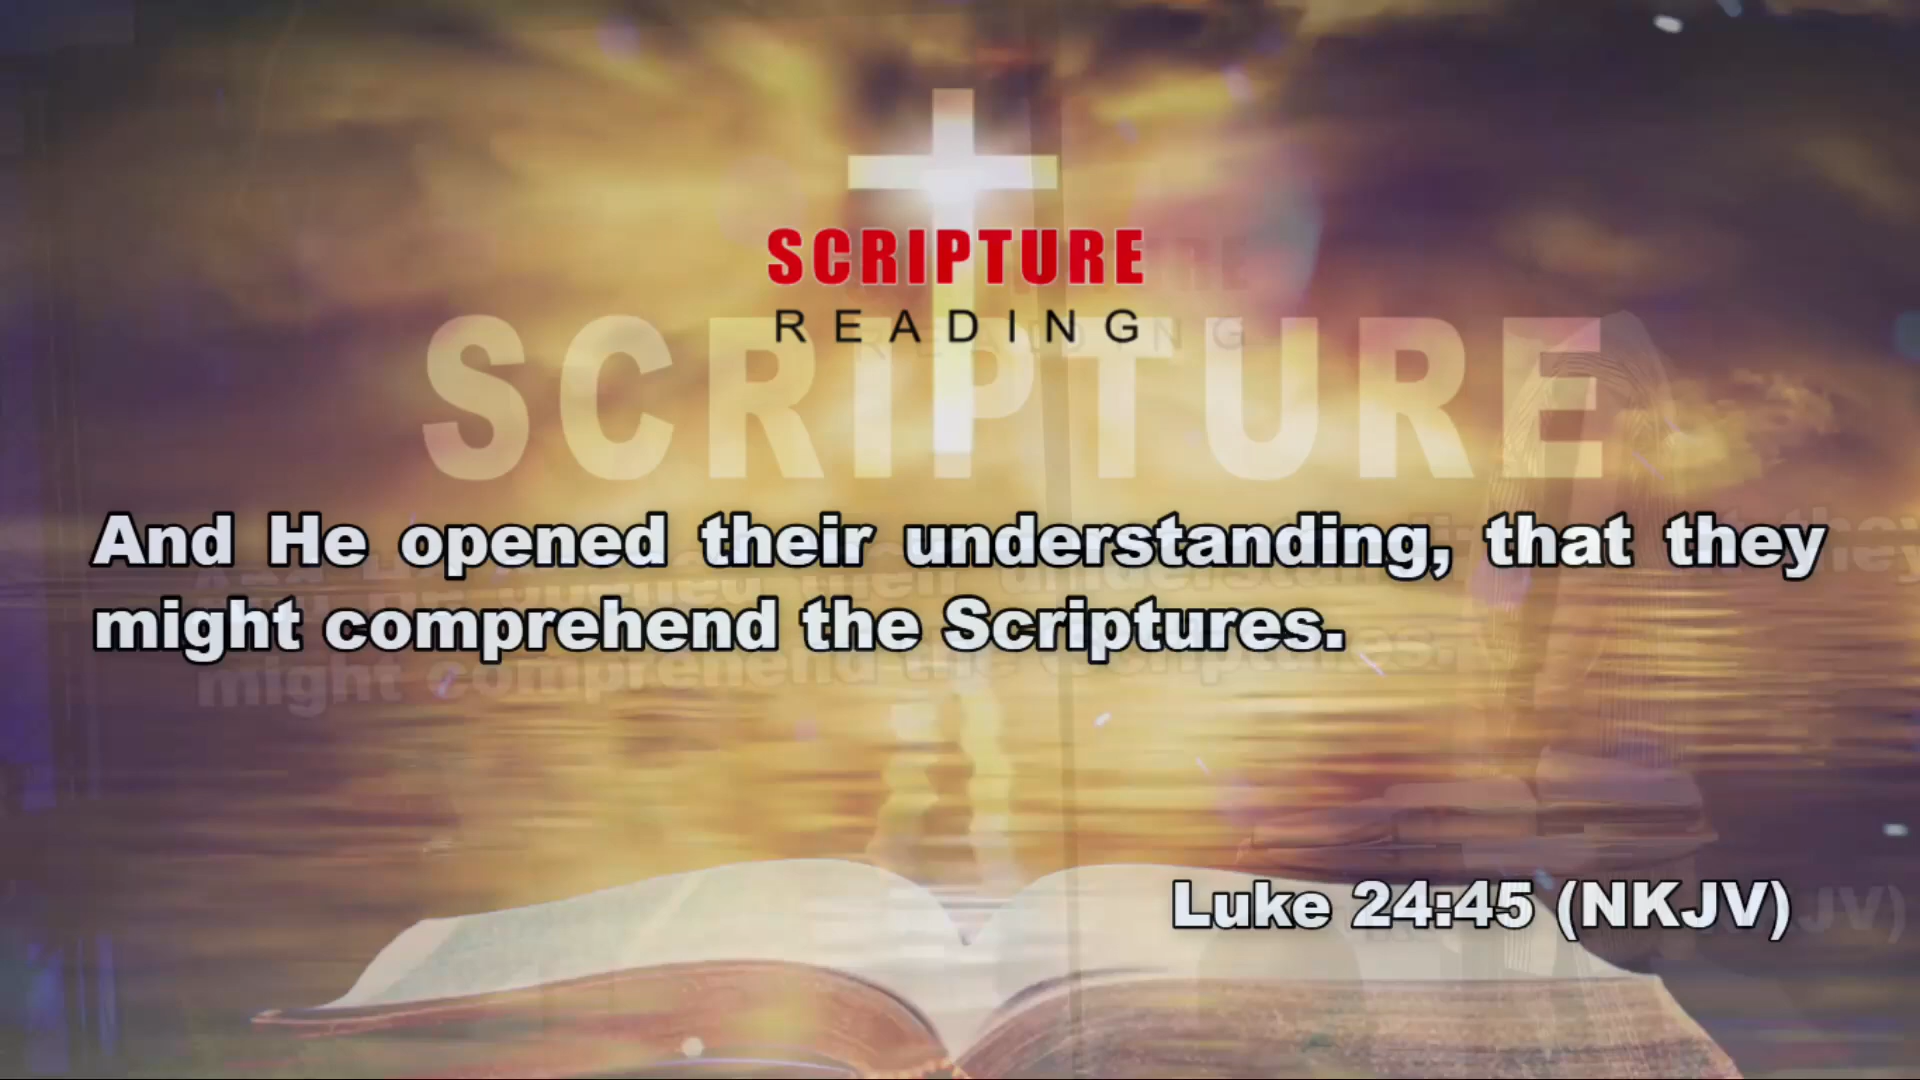 SCRIPTURE
READING
SCRIPTURE
And He opened their understanding, that they
might comprehend the Scriptures.
Luke 24:45 (NKJV)